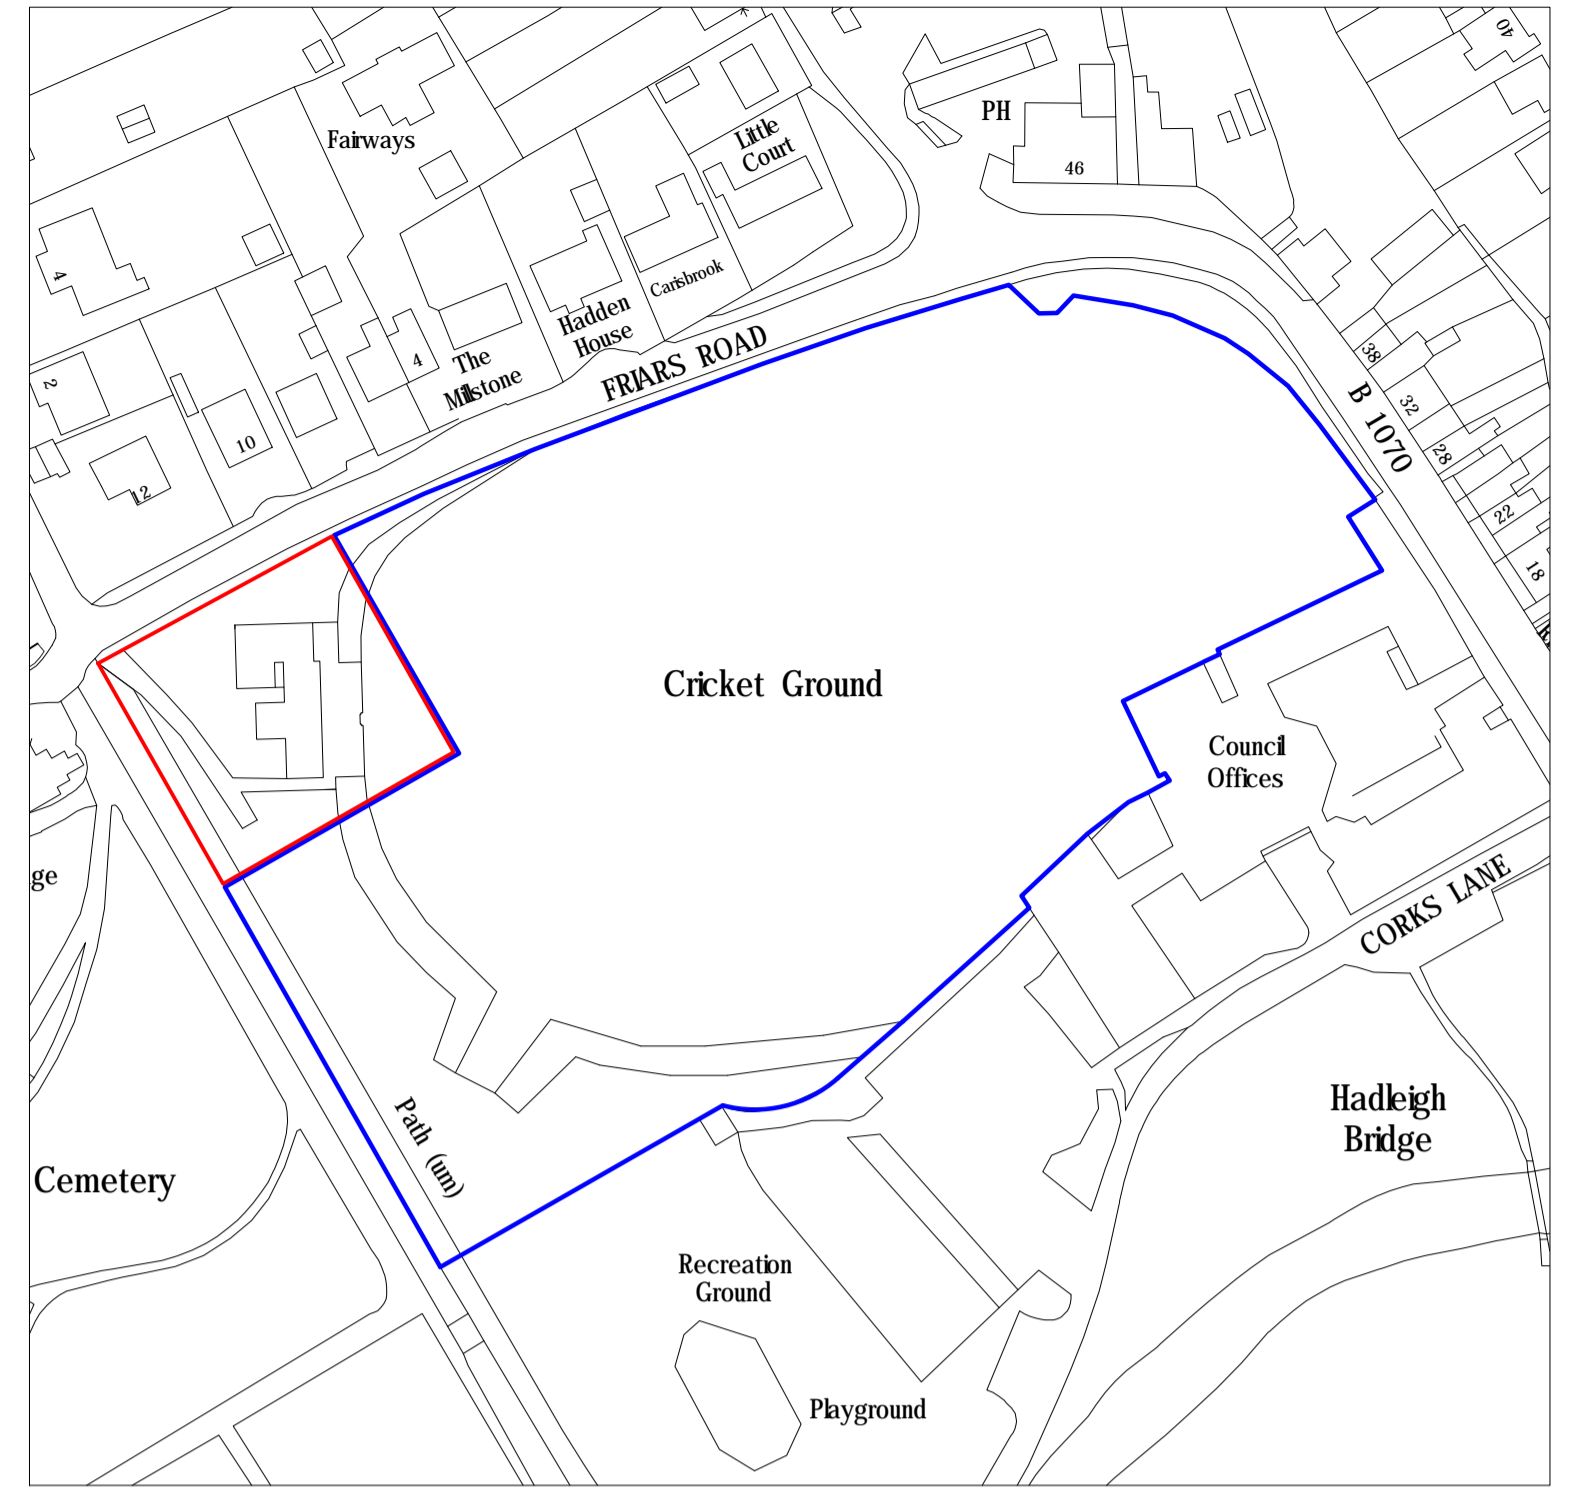 40
PH
46
Fairways
Little
Court
4
Carisbrook
Hadden
House
38
FRIARS ROAD
4
The
Millstone
2
B 1070
32
10
28
12
22
18
Cricket Ground
Council
Offices
ge
CORKS LANE
Hadleigh
Bridge
Path (um)
Cemetery
Recreation
Ground
Playground